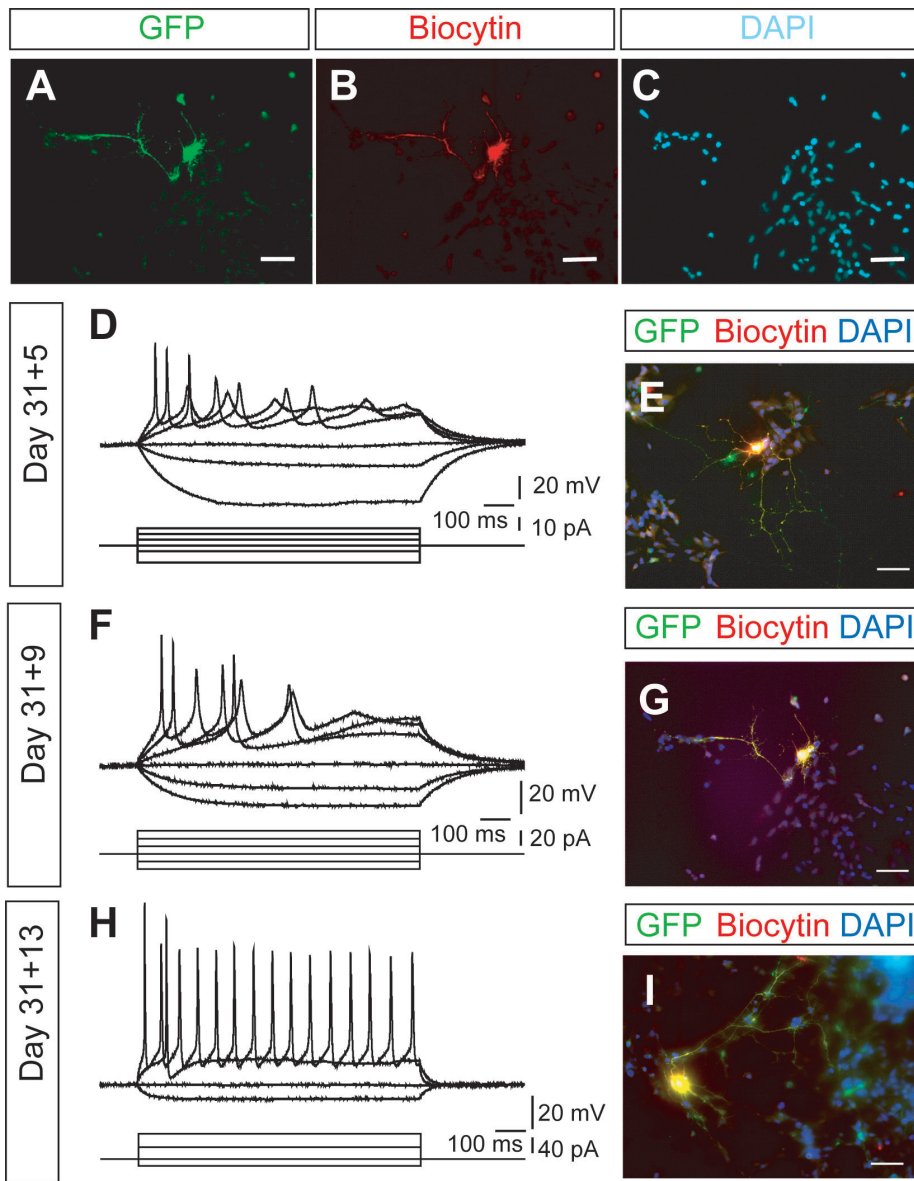 GFP
Biocytin
DAPI
A
B
C
Day 31+5
D
20 mV
100 ms
10 pA
GFP Biocytin DAPI
E
Day 31+9
F
20 mV
100 ms
20 pA
GFP Biocytin DAPI
G
Day 31+13
H
20 mV
100 ms
40 pA
GFP Biocytin DAPI
I